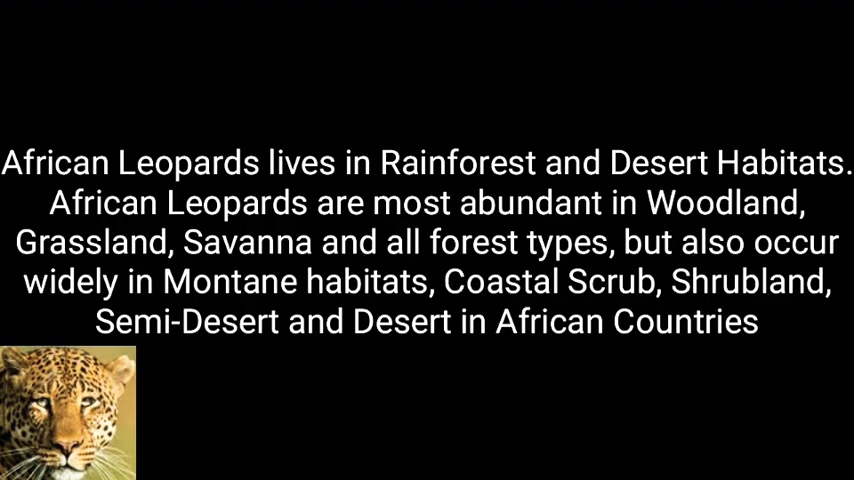 African Leopards lives in Rainforest and Desert Habitats.
African Leopards are most abundant in Woodland,
Grassland, Savanna and all forest types, but also occur
widely in Montane habitats, Coastal Scrub, Shrubland,
Semi-Desert and Desert in African Countries